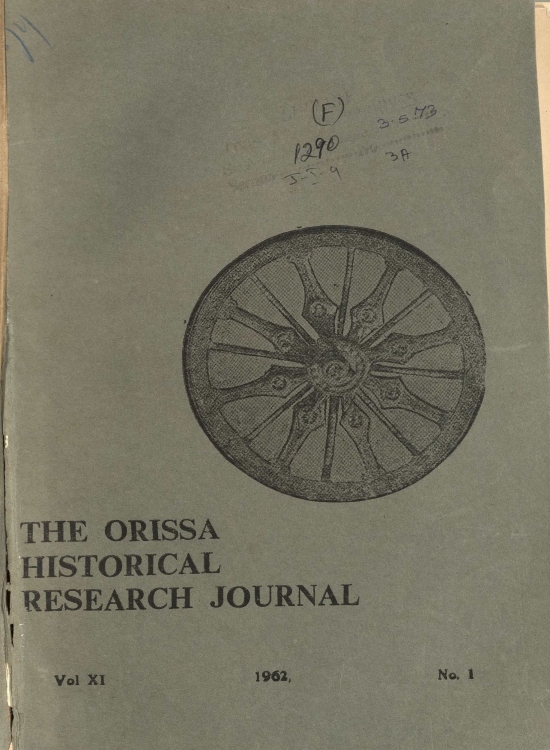 (F)
3.5.73
1290
3A
THE ORISSA
HISTORICAL
RESEARCH JOURNAL
Vol XI 1962, No. 1